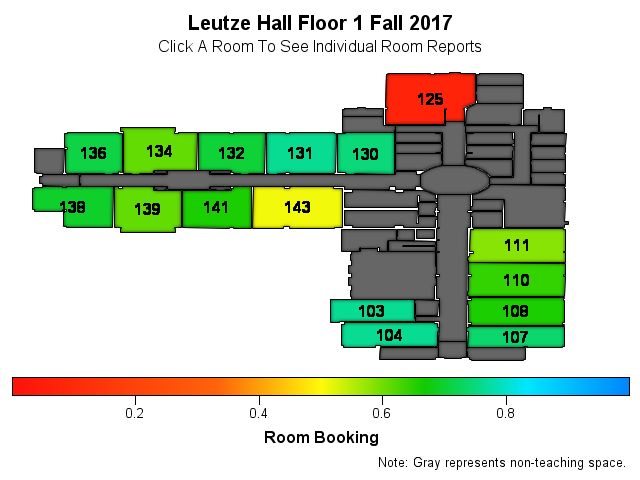 Leutze Hall Floor 1 Fall 2017
Click A Room To See Individual Room Reports
125
136 134 132 131 130
138 139 141 143
111
110
103 108
104 107
0.2 0.4 0.6 0.8
Room Booking
Note: Gray represents non-teaching space.